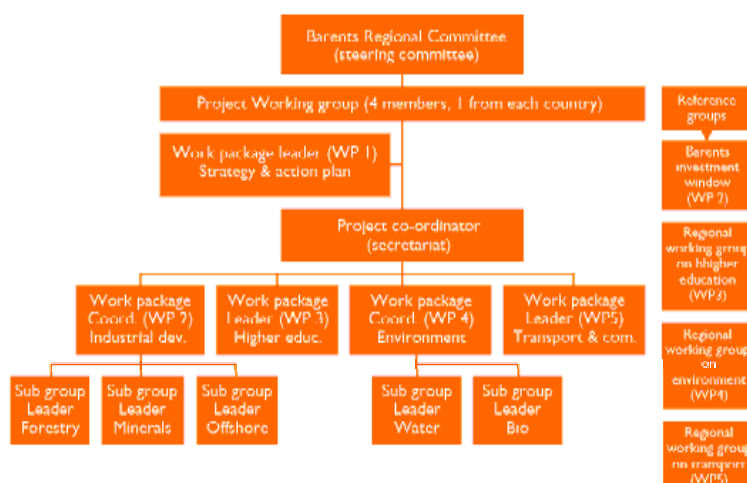 Barents Regional Committee
(steering committee)
Project Working group (4 members, 1 from each country)
Work package leader (WP 1)
Strategy & action plan
Project co-ordinator
(secretariat)
Work package
Coord. (WP 2)
Industrial dev.
Work package
Leader (WP 3)
Higher educ.
Work package
Coord. (WP 4)
Environment
Work package
Leader (WP5)
Transport & com.
Sub group
Leader
Forestry
Sub group
Leader
Minerals
Sub group
Leader
Offshore
Sub group
Leader
Water
Sub group
Leader
Bio
Reference
groups
Barents
investment
window
(WP 2)
Regional
working group
on hhigher
education
(WP3)
Regional
working group
on
environment
(WP4)
Regional
working group
on transport
(WP5)